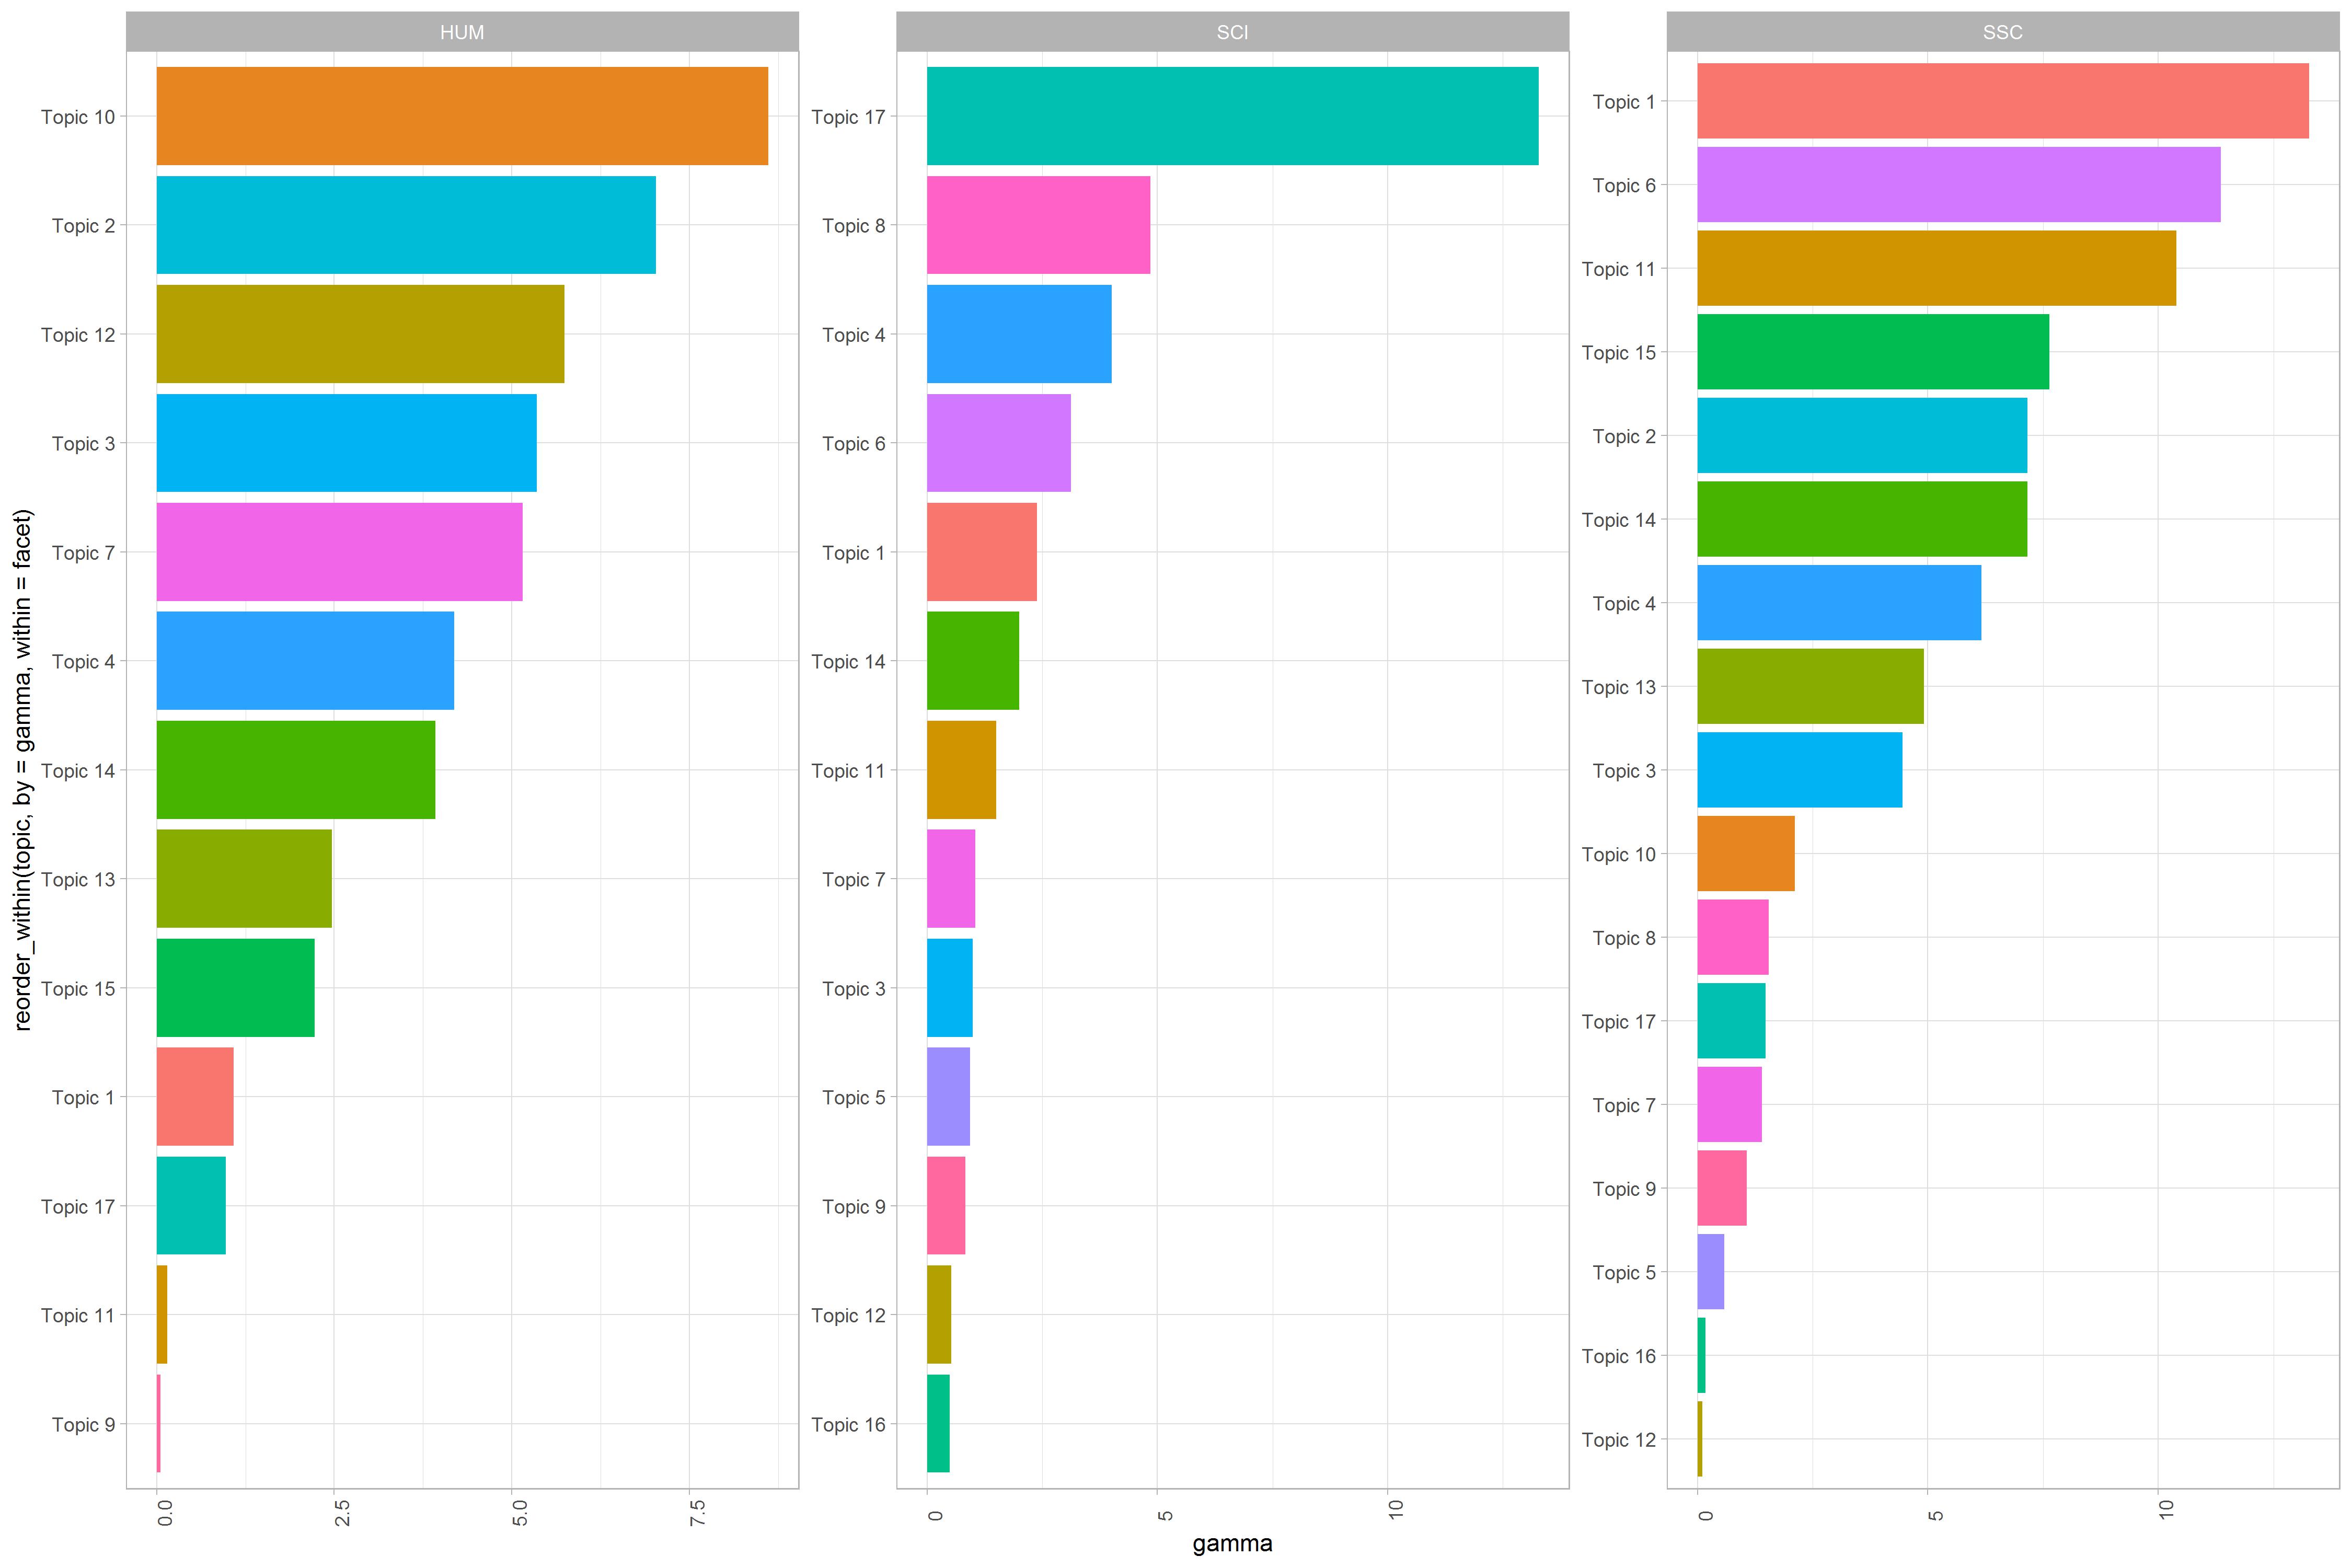 HUM
SCI
SSC
reorder_within(topic, by = gamma, within = facet)
Topic 10
Topic 2
Topic 12
Topic 3
Topic 7
Topic 4
Topic 14
Topic 13
Topic 15
Topic 1
Topic 17
Topic 11
Topic 9
0.0
2.5
5.0
7.5
Topic 17
Topic 8
Topic 4
Topic 6
Topic 1
Topic 14
Topic 11
Topic 7
Topic 3
Topic 5
Topic 9
Topic 12
Topic 16
0
5
10
Topic 1
Topic 6
Topic 11
Topic 15
Topic 2
Topic 14
Topic 4
Topic 13
Topic 3
Topic 10
Topic 8
Topic 17
Topic 7
Topic 9
Topic 5
Topic 16
Topic 12
0
5
10
gamma